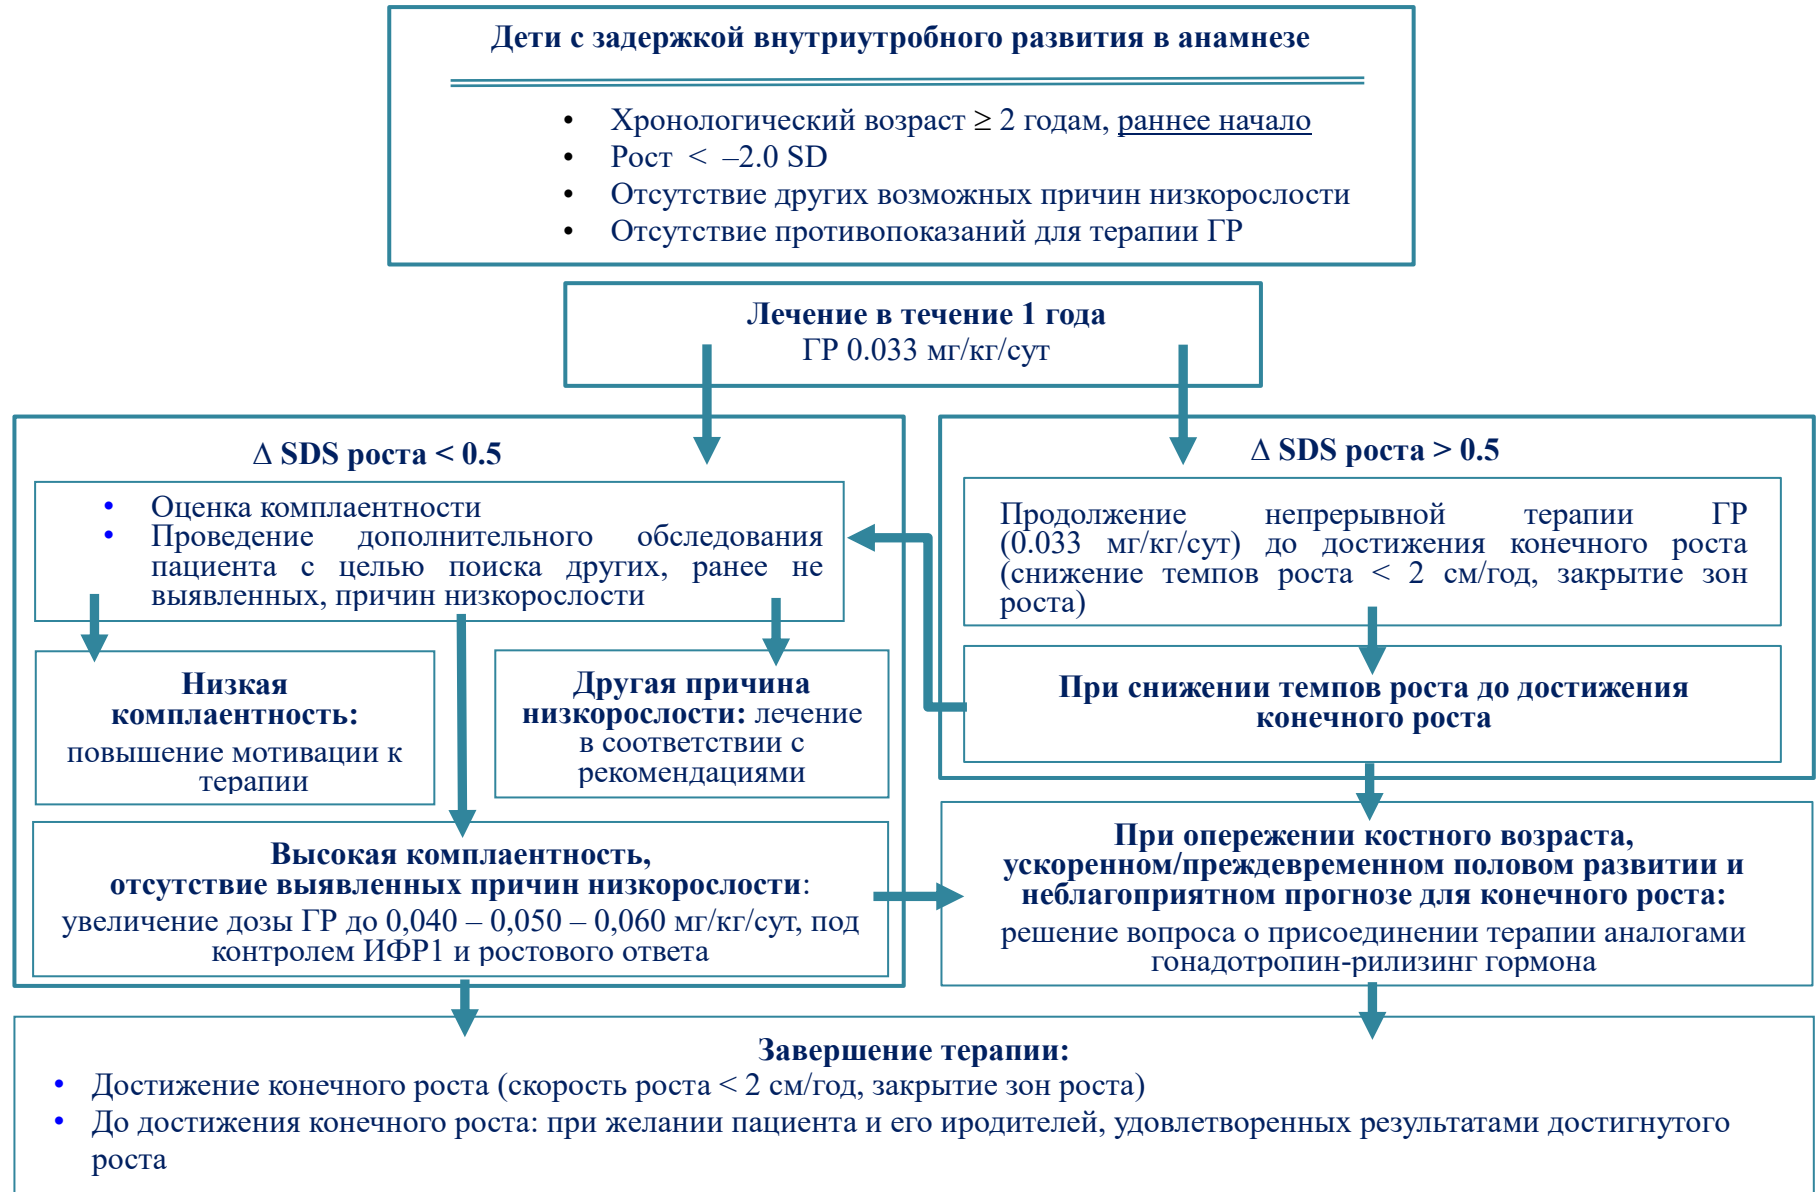 Дети с задержкой внутриутробного развития в анамнезе
• Хронологический возраст ≥ 2 годам, раннее начало
• Рост < –2.0 SD
• Отсутствие других возможных причин низкорослости
• Отсутствие противопоказаний для терапии ГР
Лечение в течение 1 года
ГР 0.033 мг/кг/сут
Δ SDS роста < 0.5
• Оценка комплаентности
• Проведение дополнительного обследования
пациента с целью поиска других, ранее не
выявленных, причин низкорослости
Низкая
комплаентность:
повышение мотивации к
терапии
Другая причина
низкорослости: лечение
в соответствии с
рекомендациями
Высокая комплаентность,
отсутствие выявленных причин низкорослости:
увеличение дозы ГР до 0,040 – 0,050 – 0,060 мг/кг/сут, под
контролем ИФР1 и ростового ответа
Δ SDS роста > 0.5
Продолжение непрерывной терапии ГР
(0.033 мг/кг/сут) до достижения конечного роста
(снижение темпов роста < 2 см/год, закрытие зон
роста)
При снижении темпов роста до достижения
конечного роста
При опережении костного возраста,
ускоренном/преждевременном половом развитии и
неблагоприятном прогнозе для конечного роста:
решение вопроса о присоединении терапии аналогами
гонадотропин-рилизинг гормона
Завершение терапии:
• Достижение конечного роста (скорость роста < 2 см/год, закрытие зон роста)
• До достижения конечного роста: при желании пациента и его иродителей, удовлетворенных результатами достигнутого
роста